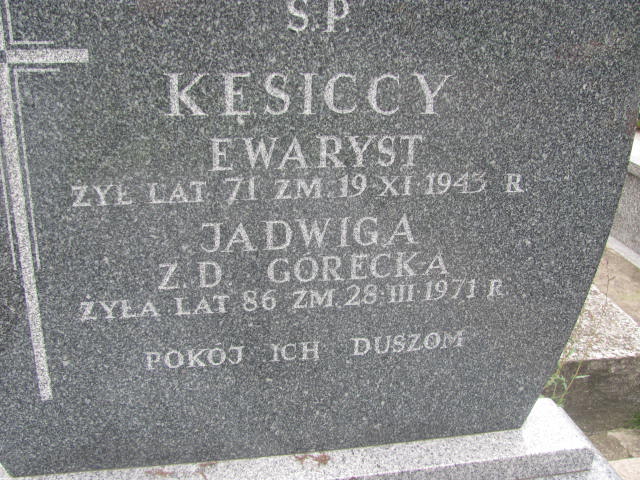 Ś.P.
KĘSICCY
EWARYST
ŻYŁ LAT 71 ZM. 19 XI 1945 R
JADWIGA
Z.D. GÓRECKA
ŻYŁA LAT 86 ZM. 28 III 1971 R
POKÓJ ICH DUSZOM